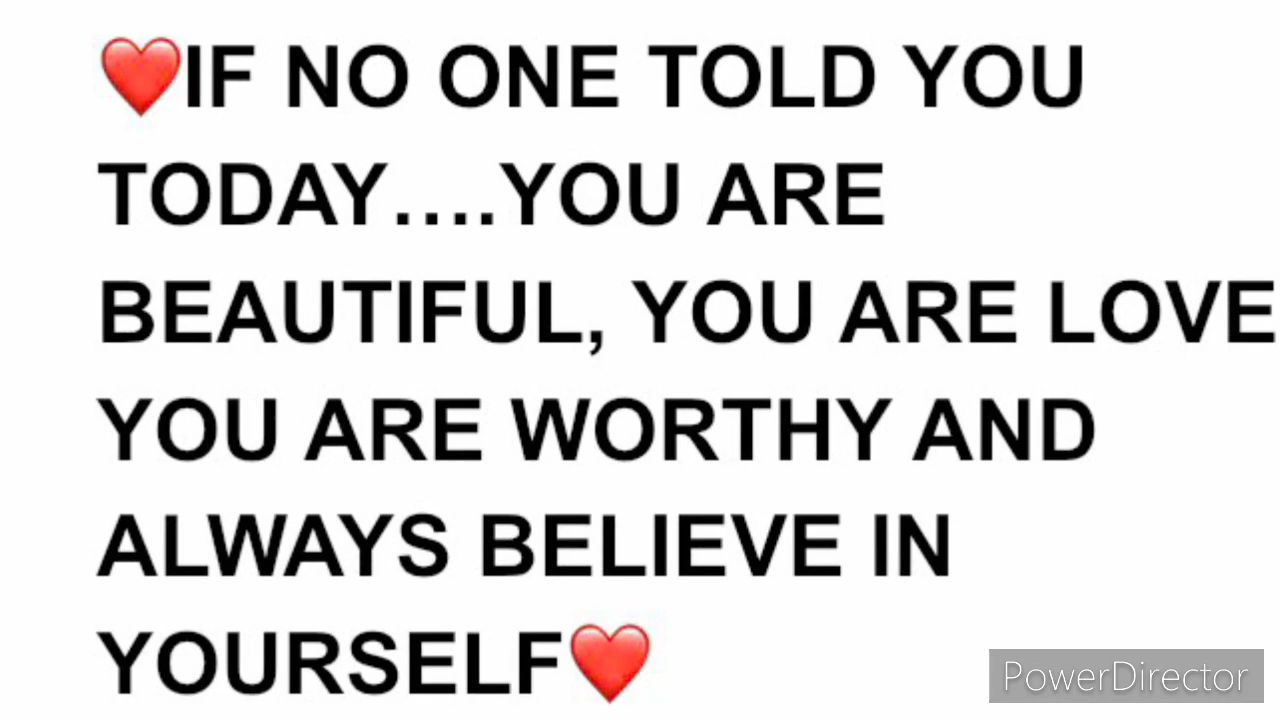 ❤️IF NO ONE TOLD YOU
TODAY....YOU ARE
BEAUTIFUL, YOU ARE LOVE
YOU ARE WORTHY AND
ALWAYS BELIEVE IN
YOURSELF❤️
PowerDirector